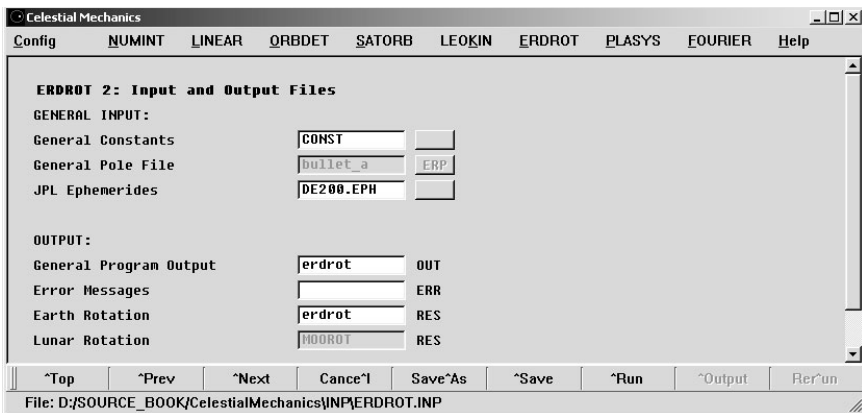 Celestial Mechanics
Config NUMINT LINEAR ORBDET SATORB LEOKIN ERDROT PLASYS FOURIER Help
ERDROT 2: Input and Output Files
GENERAL INPUT:
General Constants CONST
General Pole File bullet_a ERP
JPL Ephemerides DE200.EPH
OUTPUT:
General Program Output erdrot OUT
Error Messages ERR
Earth Rotation erdrot RES
Lunar Rotation MOOROT RES
^Top ^Prev ^Next Cance^l Save^As ^Save ^Run ^Output Rer^un
File: D:/SOURCE_BOOK/CelestialMechanics\INP\ERDROT.INP